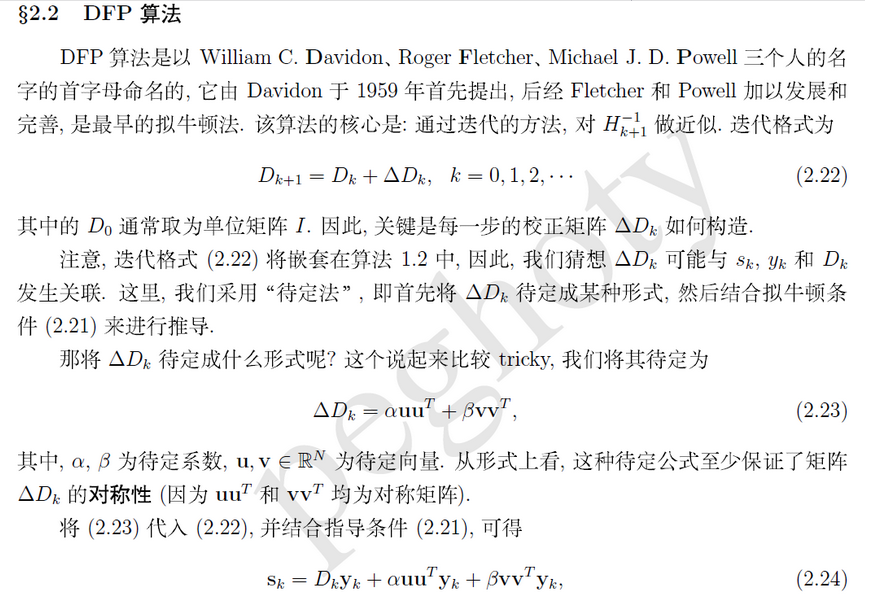 §2.2 DFP 算法
DFP 算法是以 William C. Davidon、Roger Fletcher、Michael J. D. Powell 三个人的名
字的首字母命名的, 它由 Davidon 于 1959 年首先提出, 后经 Fletcher 和 Powell 加以发展和
完善, 是最早的拟牛顿法. 该算法的核心是: 通过迭代的方法, 对 $H_{k+1}^{-1}$ 做近似. 迭代格式为
$D_{k+1} = D_k + \Delta D_k, \quad k = 0, 1, 2, \cdots$ (2.22)
其中的 $D_0$ 通常取为单位矩阵 $I$. 因此, 关键是每一步的校正矩阵 $\Delta D_k$ 如何构造.
注意, 迭代格式 (2.22) 将嵌套在算法 1.2 中, 因此, 我们猜想 $\Delta D_k$ 可能与 $s_k$, $y_k$ 和 $D_k$
发生关联. 这里, 我们采用 “待定法”, 即首先将 $\Delta D_k$ 待定成某种形式, 然后结合拟牛顿条
件 (2.21) 来进行推导.
那将 $\Delta D_k$ 待定成什么形式呢? 这个说起来比较 tricky, 我们将其待定为
$\Delta D_k = \alpha \mathbf{u}\mathbf{u}^T + \beta \mathbf{v}\mathbf{v}^T,$ (2.23)
其中, $\alpha$, $\beta$ 为待定系数, $\mathbf{u}, \mathbf{v} \in \mathbb{R}^N$ 为待定向量. 从形式上看, 这种待定公式至少保证了矩阵
$\Delta D_k$ 的对称性 (因为 $\mathbf{u}\mathbf{u}^T$ 和 $\mathbf{v}\mathbf{v}^T$ 均为对称矩阵).
将 (2.23) 代入 (2.22), 并结合指导条件 (2.21), 可得
$\mathbf{s}_k = D_k \mathbf{y}_k + \alpha \mathbf{u}\mathbf{u}^T \mathbf{y}_k + \beta \mathbf{v}\mathbf{v}^T \mathbf{y}_k,$ (2.24)
peghoty